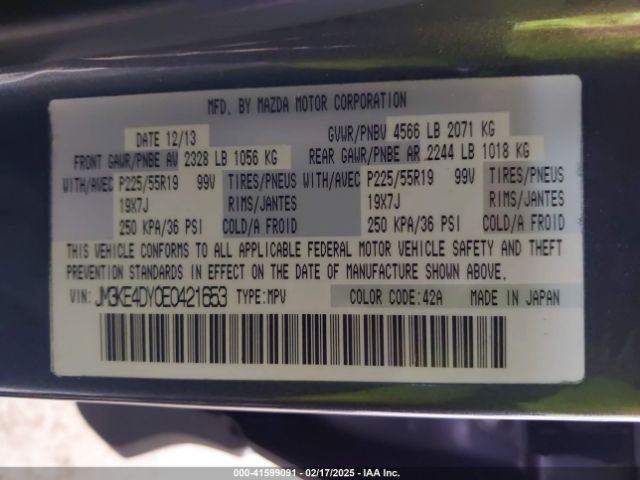 MFD. BY MAZDA MOTOR CORPORATION
DATE 12/13 GVWR/PNBV 4566 LB 2071 KG
FRONT GAWR/PNBE AV 2328 LB 1056 KG REAR GAWR/PNBE AR 2244 LB 1018 KG
WITH/AVEC P225/55R19 99V TIRES/PNEUS WITH/AVEC P225/55R19 99V TIRES/PNEUS
19X7J RIMS/JANTES 19X7J RIMS/JANTES
250 KPA/36 PSI COLD/A FROID 250 KPA/36 PSI COLD/A FROID
THIS VEHICLE CONFORMS TO ALL APPLICABLE FEDERAL MOTOR VEHICLE SAFETY AND THEFT
PREVENTION STANDARDS IN EFFECT ON THE DATE OF MANUFACTURE SHOWN ABOVE.
VIN: JM3KE4DY0E0421653 TYPE: MPV COLOR CODE: 42A MADE IN JAPAN
000-41599091 - 02/17/2025 - IAA Inc.